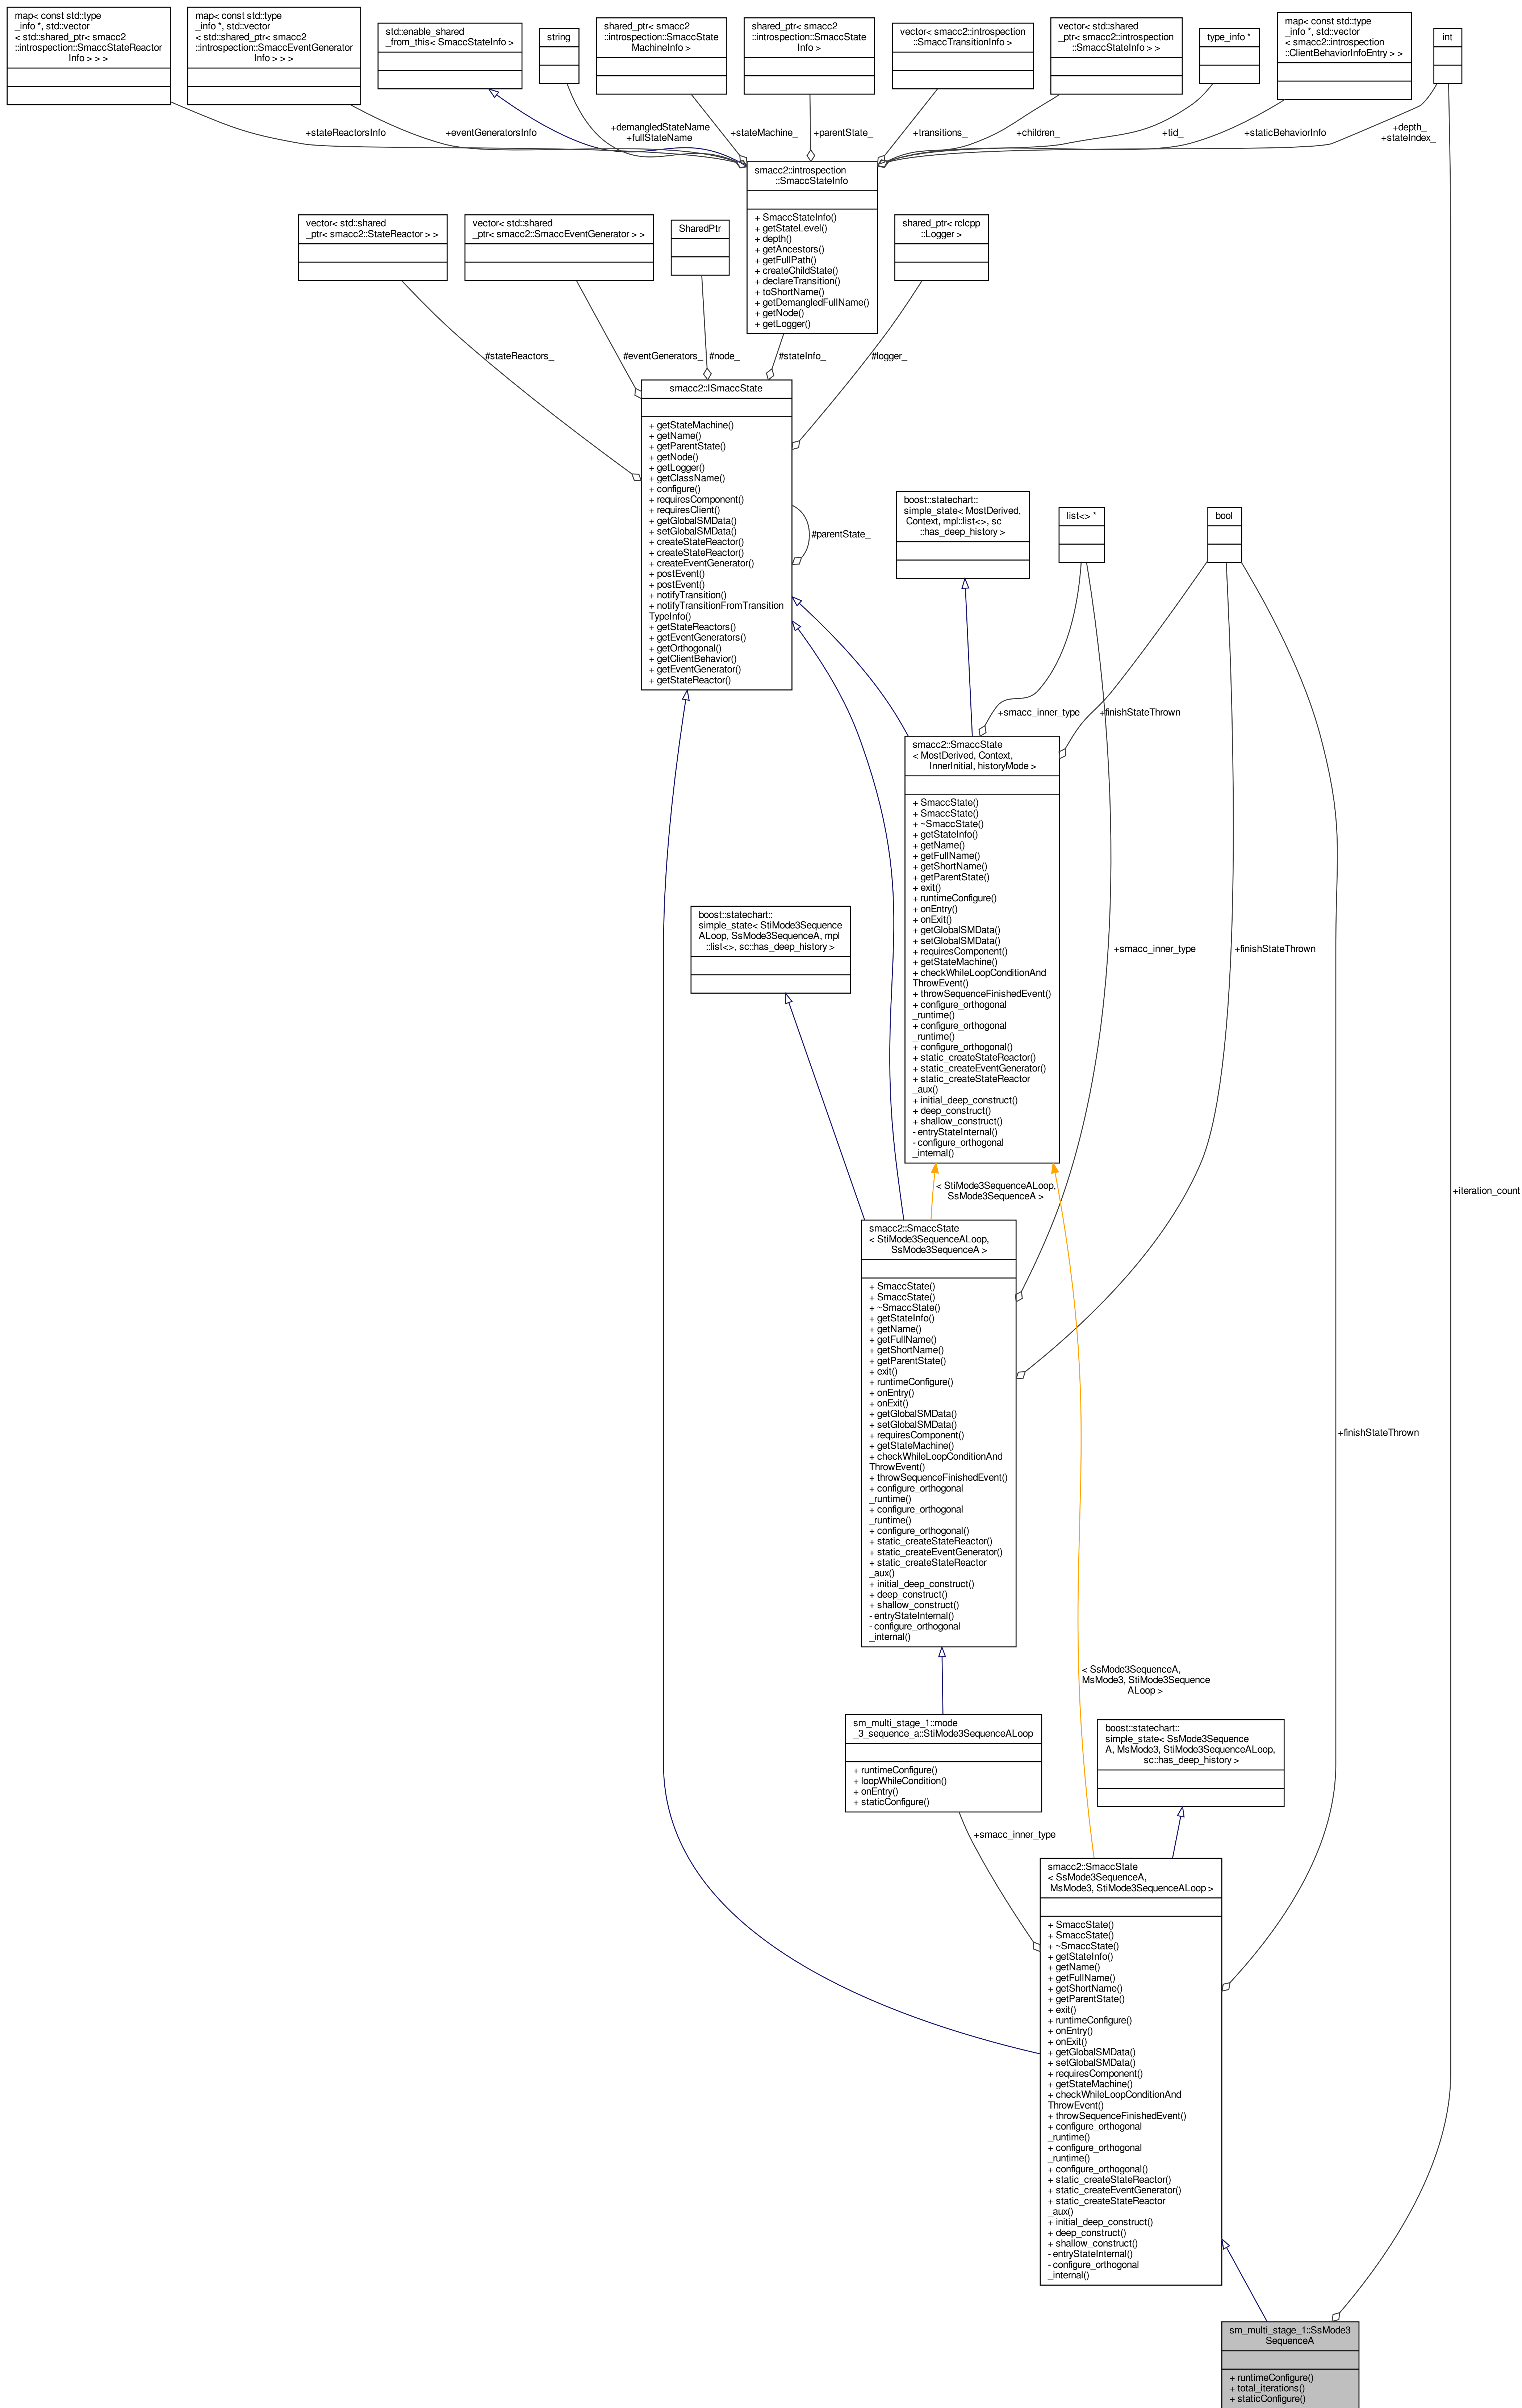 map< const std::type
_info *, std::vector
< std::shared_ptr< smacc2
::introspection::SmaccStateReactor
Info > > >
map< const std::type
_info *, std::vector
< std::shared_ptr< smacc2
::introspection::SmaccEventGenerator
Info > > >
std::enable_shared
_from_this< SmaccStateInfo >
string
shared_ptr< smacc2
::introspection::SmaccState
MachineInfo >
shared_ptr< smacc2
::introspection::SmaccState
Info >
vector< smacc2::introspection
::SmaccTransitionInfo >
vector< std::shared
_ptr< smacc2::introspection
::SmaccStateInfo > >
type_info *
map< const std::type
_info *, std::vector
< smacc2::introspection
::ClientBehaviorInfoEntry > >
int
+stateReactorsInfo
+eventGeneratorsInfo
+demangledStateName
+fullStateName
+stateMachine_
+parentState_
+transitions_
+children_
+tid_
+staticBehaviorInfo
+depth_
+stateIndex_
smacc2::introspection
::SmaccStateInfo
+ SmaccStateInfo()
+ getStateLevel()
+ depth()
+ getAncestors()
+ getFullPath()
+ createChildState()
+ declareTransition()
+ toShortName()
+ getDemangledFullName()
+ getNode()
+ getLogger()
vector< std::shared
_ptr< smacc2::StateReactor > >
vector< std::shared
_ptr< smacc2::SmaccEventGenerator > >
SharedPtr
shared_ptr< rclcpp
::Logger >
#stateReactors_
#eventGenerators_
#node_
#stateInfo_
#logger_
smacc2::ISmaccState
+ getStateMachine()
+ getName()
+ getParentState()
+ getNode()
+ getLogger()
+ getClassName()
+ configure()
+ requiresComponent()
+ requiresClient()
+ getGlobalSMData()
+ setGlobalSMData()
+ createStateReactor()
+ createStateReactor()
+ createEventGenerator()
+ postEvent()
+ postEvent()
+ notifyTransition()
+ notifyTransitionFromTransition
TypeInfo()
+ getStateReactors()
+ getEventGenerators()
+ getOrthogonal()
+ getClientBehavior()
+ getEventGenerator()
+ getStateReactor()
#parentState_
boost::statechart::
simple_state< MostDerived,
Context, mpl::list<>, sc
::has_deep_history >
list<> *
bool
+smacc_inner_type
+finishStateThrown
smacc2::SmaccState
< MostDerived, Context,
InnerInitial, historyMode >
+ SmaccState()
+ SmaccState()
+ ~SmaccState()
+ getStateInfo()
+ getName()
+ getFullName()
+ getShortName()
+ getParentState()
+ exit()
+ runtimeConfigure()
+ onEntry()
+ onExit()
+ getGlobalSMData()
+ setGlobalSMData()
+ requiresComponent()
+ getStateMachine()
+ checkWhileLoopConditionAnd
ThrowEvent()
+ throwSequenceFinishedEvent()
+ configure_orthogonal
_runtime()
+ configure_orthogonal
_runtime()
+ configure_orthogonal()
+ static_createStateReactor()
+ static_createEventGenerator()
+ static_createStateReactor
_aux()
+ initial_deep_construct()
+ deep_construct()
+ shallow_construct()
- entryStateInternal()
- configure_orthogonal
_internal()
boost::statechart::
simple_state< StiMode3Sequence
ALoop, SsMode3SequenceA, mpl
::list<>, sc::has_deep_history >
+smacc_inner_type
+finishStateThrown
< StiMode3SequenceALoop,
SsMode3SequenceA >
+iteration_count
smacc2::SmaccState
< StiMode3SequenceALoop,
SsMode3SequenceA >
+ SmaccState()
+ SmaccState()
+ ~SmaccState()
+ getStateInfo()
+ getName()
+ getFullName()
+ getShortName()
+ getParentState()
+ exit()
+ runtimeConfigure()
+ onEntry()
+ onExit()
+ getGlobalSMData()
+ setGlobalSMData()
+ requiresComponent()
+ getStateMachine()
+ checkWhileLoopConditionAnd
ThrowEvent()
+ throwSequenceFinishedEvent()
+ configure_orthogonal
_runtime()
+ configure_orthogonal
_runtime()
+ configure_orthogonal()
+ static_createStateReactor()
+ static_createEventGenerator()
+ static_createStateReactor
_aux()
+ initial_deep_construct()
+ deep_construct()
+ shallow_construct()
- entryStateInternal()
- configure_orthogonal
_internal()
+finishStateThrown
< SsMode3SequenceA,
MsMode3, StiMode3Sequence
ALoop >
sm_multi_stage_1::mode
_3_sequence_a::StiMode3SequenceALoop
+ runtimeConfigure()
+ loopWhileCondition()
+ onEntry()
+ staticConfigure()
boost::statechart::
simple_state< SsMode3Sequence
A, MsMode3, StiMode3SequenceALoop,
sc::has_deep_history >
+smacc_inner_type
smacc2::SmaccState
< SsMode3SequenceA,
MsMode3, StiMode3SequenceALoop >
+ SmaccState()
+ SmaccState()
+ ~SmaccState()
+ getStateInfo()
+ getName()
+ getFullName()
+ getShortName()
+ getParentState()
+ exit()
+ runtimeConfigure()
+ onEntry()
+ onExit()
+ getGlobalSMData()
+ setGlobalSMData()
+ requiresComponent()
+ getStateMachine()
+ checkWhileLoopConditionAnd
ThrowEvent()
+ throwSequenceFinishedEvent()
+ configure_orthogonal
_runtime()
+ configure_orthogonal
_runtime()
+ configure_orthogonal()
+ static_createStateReactor()
+ static_createEventGenerator()
+ static_createStateReactor
_aux()
+ initial_deep_construct()
+ deep_construct()
+ shallow_construct()
- entryStateInternal()
- configure_orthogonal
_internal()
sm_multi_stage_1::SsMode3
SequenceA
+ runtimeConfigure()
+ total_iterations()
+ staticConfigure()